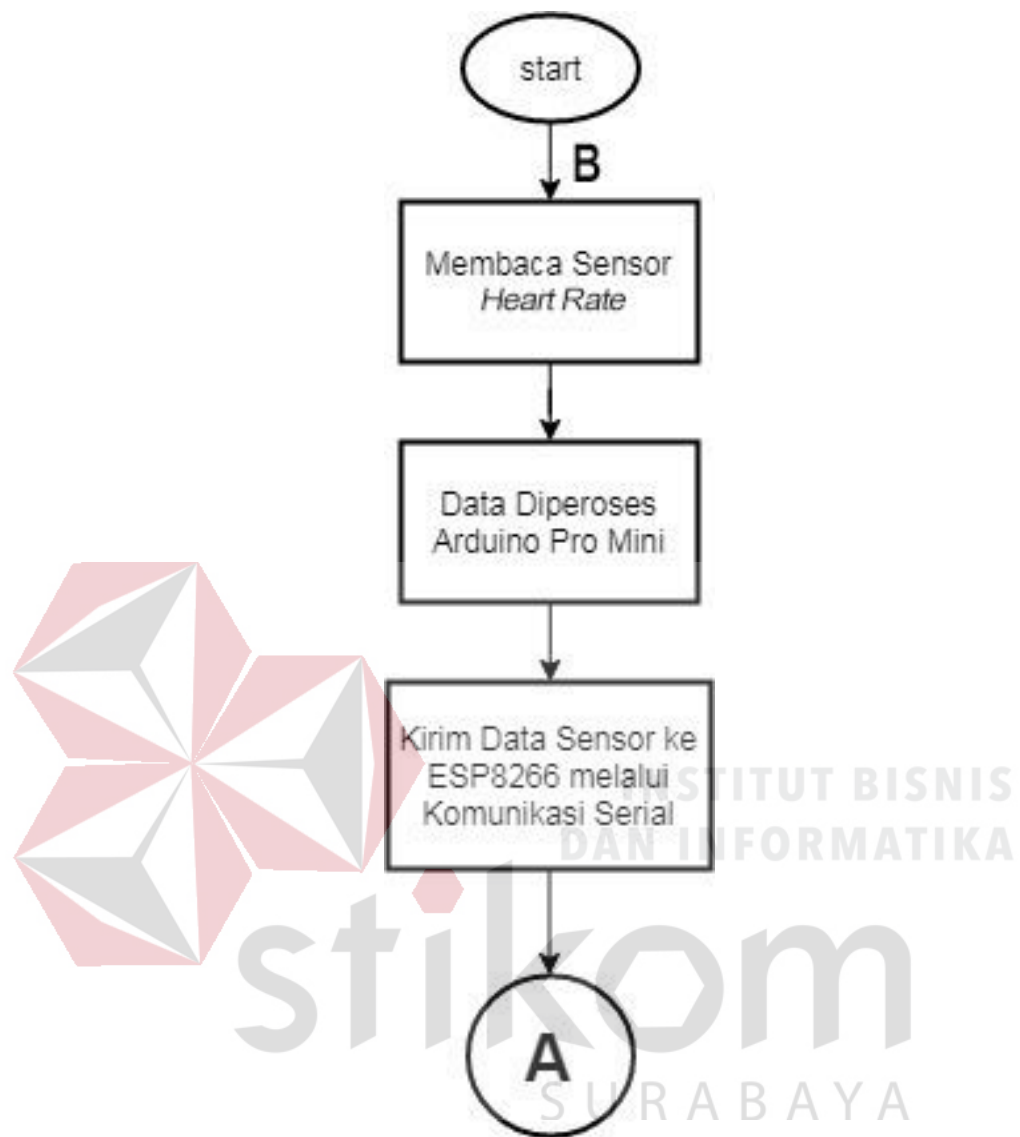 start
B
Membaca Sensor
Heart Rate
Data Diperoses
Arduino Pro Mini
Kirim Data Sensor ke
ESP8266 melalui
Komunikasi Serial
INSTITUT BISNIS
DAN INFORMATIKA
stikom
A
SURABAYA